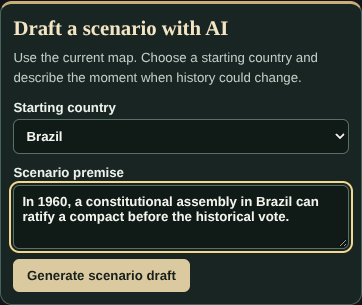 Draft a scenario with AI
Use the current map. Choose a starting country and
describe the moment when history could change.
Starting country
Brazil
Scenario premise
In 1960, a constitutional assembly in Brazil can
ratify a compact before the historical vote.
Generate scenario draft